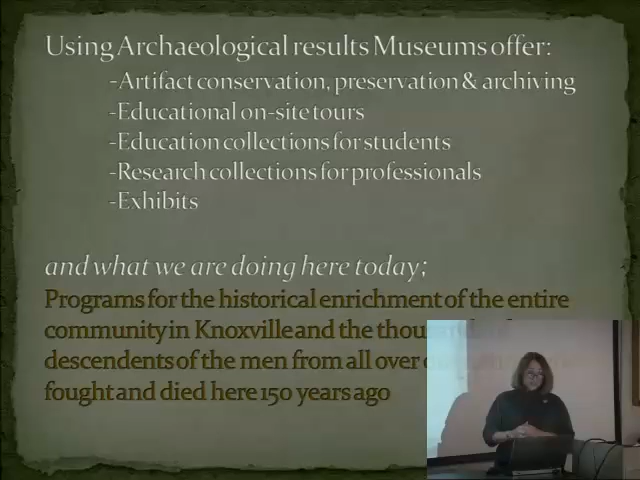 Using Archaeological results Museums offer:
-Artifact conservation, preservation & archiving
-Educational on-site tours
-Education collections for students
-Research collections for professionals
-Exhibits
and what we are doing here today;
Programs for the historical enrichment of the entire
community in Knoxville and the
descendents of the men from all over
fought and died here 150 years ago